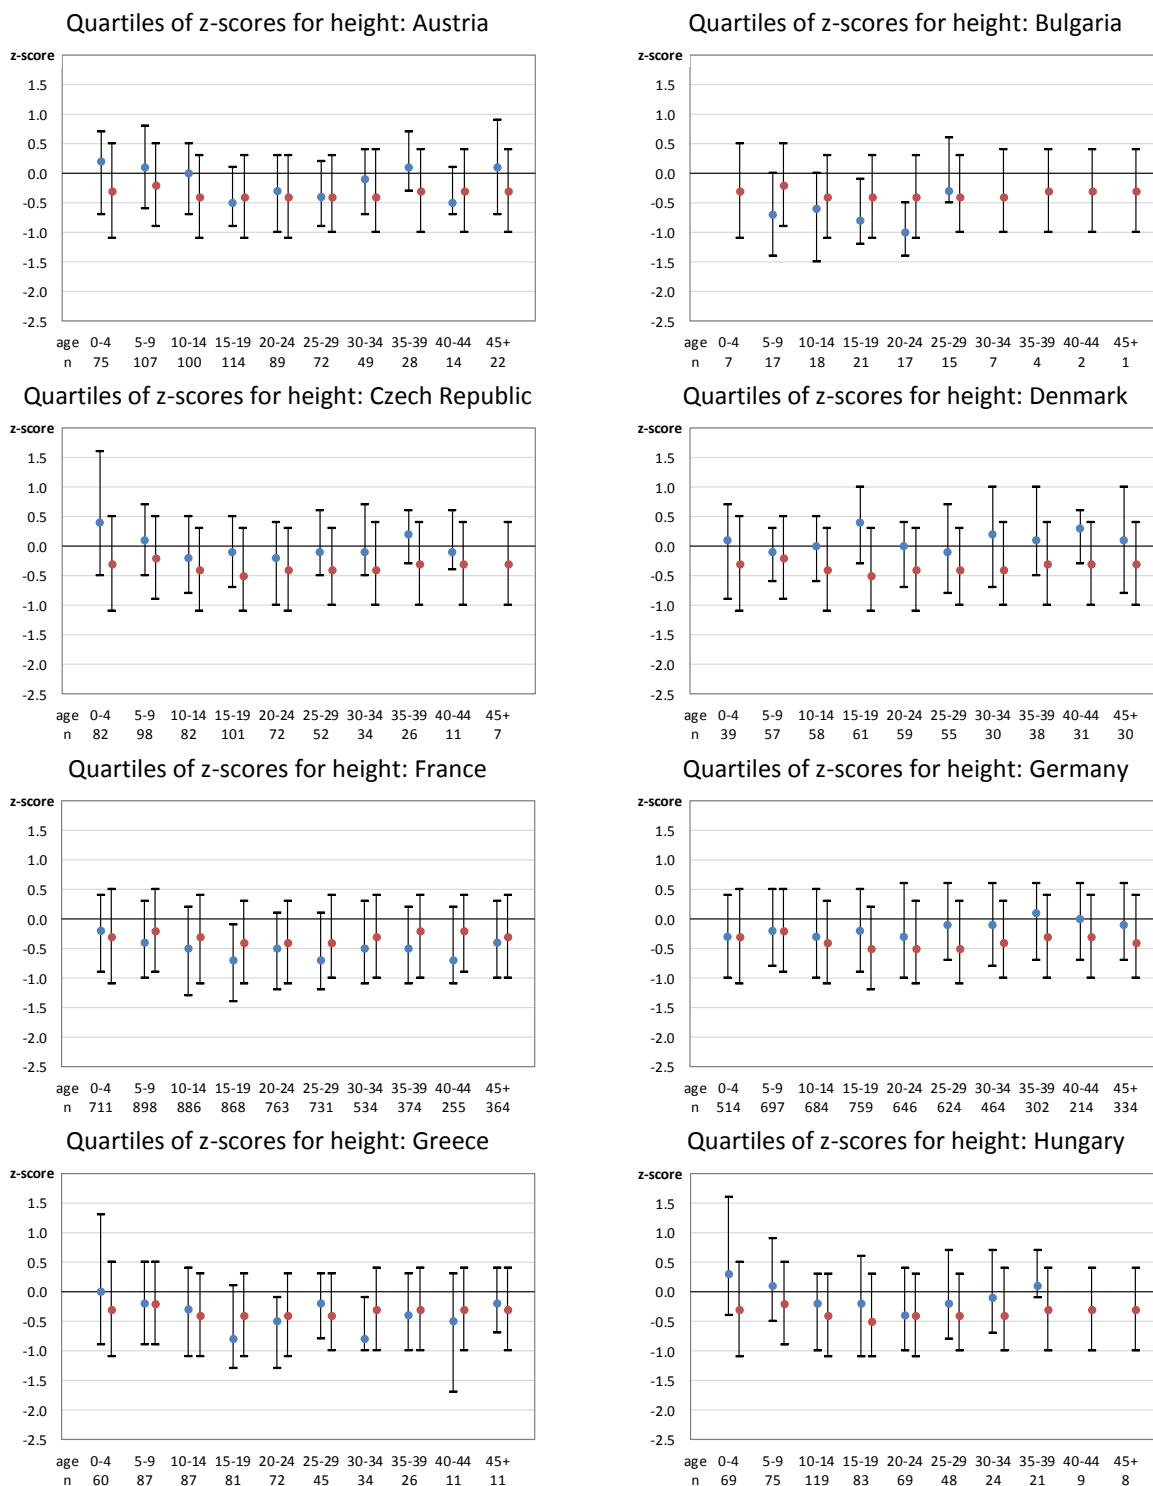 Quartiles of z-scores for height: Austria
z-score
1.5
1.0
0.5
0.0
-0.5
-1.0
-1.5
-2.0
-2.5
age 0-4 5-9 10-14 15-19 20-24 25-29 30-34 35-39 40-44 45+
n 75 107 100 114 89 72 49 28 14 22
Quartiles of z-scores for height: Bulgaria
z-score
1.5
1.0
0.5
0.0
-0.5
-1.0
-1.5
-2.0
-2.5
age 0-4 5-9 10-14 15-19 20-24 25-29 30-34 35-39 40-44 45+
n 7 17 18 21 17 15 7 4 2 1
Quartiles of z-scores for height: Czech Republic
z-score
1.5
1.0
0.5
0.0
-0.5
-1.0
-1.5
-2.0
-2.5
age 0-4 5-9 10-14 15-19 20-24 25-29 30-34 35-39 40-44 45+
n 82 98 82 101 72 52 34 26 11 7
Quartiles of z-scores for height: Denmark
z-score
1.5
1.0
0.5
0.0
-0.5
-1.0
-1.5
-2.0
-2.5
age 0-4 5-9 10-14 15-19 20-24 25-29 30-34 35-39 40-44 45+
n 39 57 58 61 59 55 30 38 31 30
Quartiles of z-scores for height: France
z-score
1.5
1.0
0.5
0.0
-0.5
-1.0
-1.5
-2.0
-2.5
age 0-4 5-9 10-14 15-19 20-24 25-29 30-34 35-39 40-44 45+
n 711 898 886 868 763 731 534 374 255 364
Quartiles of z-scores for height: Germany
z-score
1.5
1.0
0.5
0.0
-0.5
-1.0
-1.5
-2.0
-2.5
age 0-4 5-9 10-14 15-19 20-24 25-29 30-34 35-39 40-44 45+
n 514 697 684 759 646 624 464 302 214 334
Quartiles of z-scores for height: Greece
z-score
1.5
1.0
0.5
0.0
-0.5
-1.0
-1.5
-2.0
-2.5
age 0-4 5-9 10-14 15-19 20-24 25-29 30-34 35-39 40-44 45+
n 60 87 87 81 72 45 34 26 11 11
Quartiles of z-scores for height: Hungary
z-score
1.5
1.0
0.5
0.0
-0.5
-1.0
-1.5
-2.0
-2.5
age 0-4 5-9 10-14 15-19 20-24 25-29 30-34 35-39 40-44 45+
n 69 75 119 83 69 48 24 21 9 8